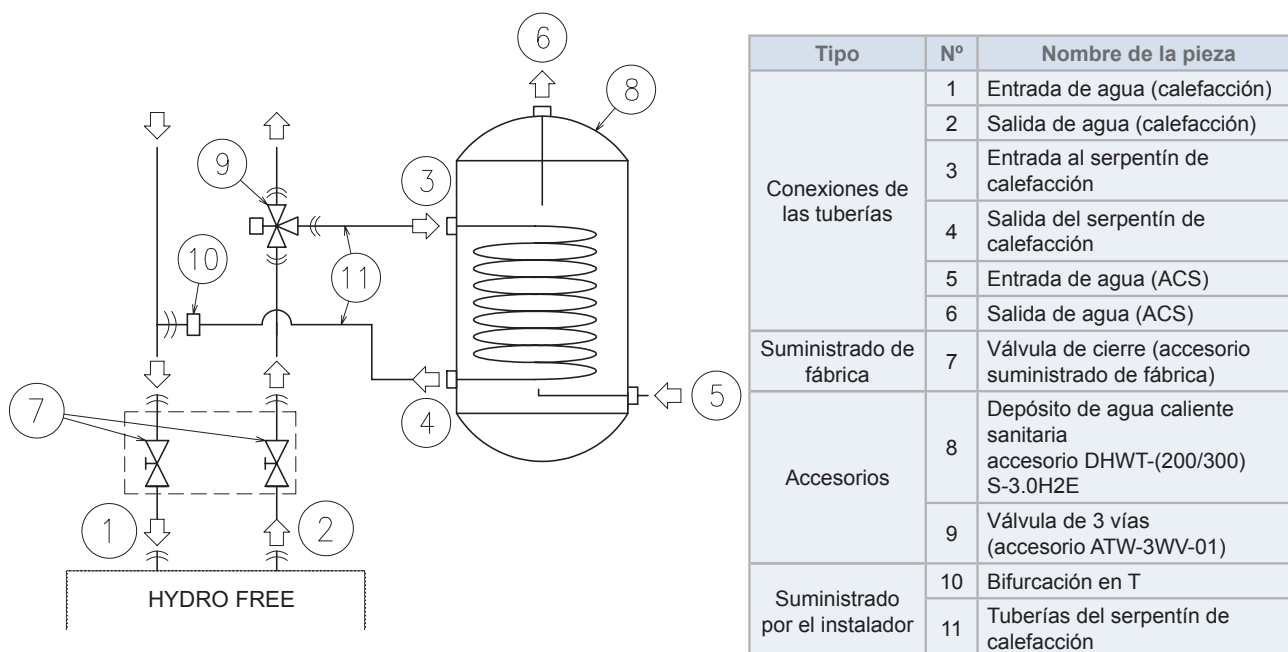 6
8
9
3
10
11
7
4
5
1
2
HYDRO FREE
Tipo Nº Nombre de la pieza
Conexiones de
las tuberías
1 Entrada de agua (calefacción)
2 Salida de agua (calefacción)
3 Entrada al serpentín de
calefacción
4 Salida del serpentín de
calefacción
5 Entrada de agua (ACS)
6 Salida de agua (ACS)
Suministrado de
fábrica
7 Válvula de cierre (accesorio
suministrado de fábrica)
Accesorios
8 Depósito de agua caliente
sanitaria
accesorio DHWT-(200/300)
S-3.0H2E
9 Válvula de 3 vías
(accesorio ATW-3WV-01)
Suministrado
por el instalador
10 Bifurcación en T
11 Tuberías del serpentín de
calefacción